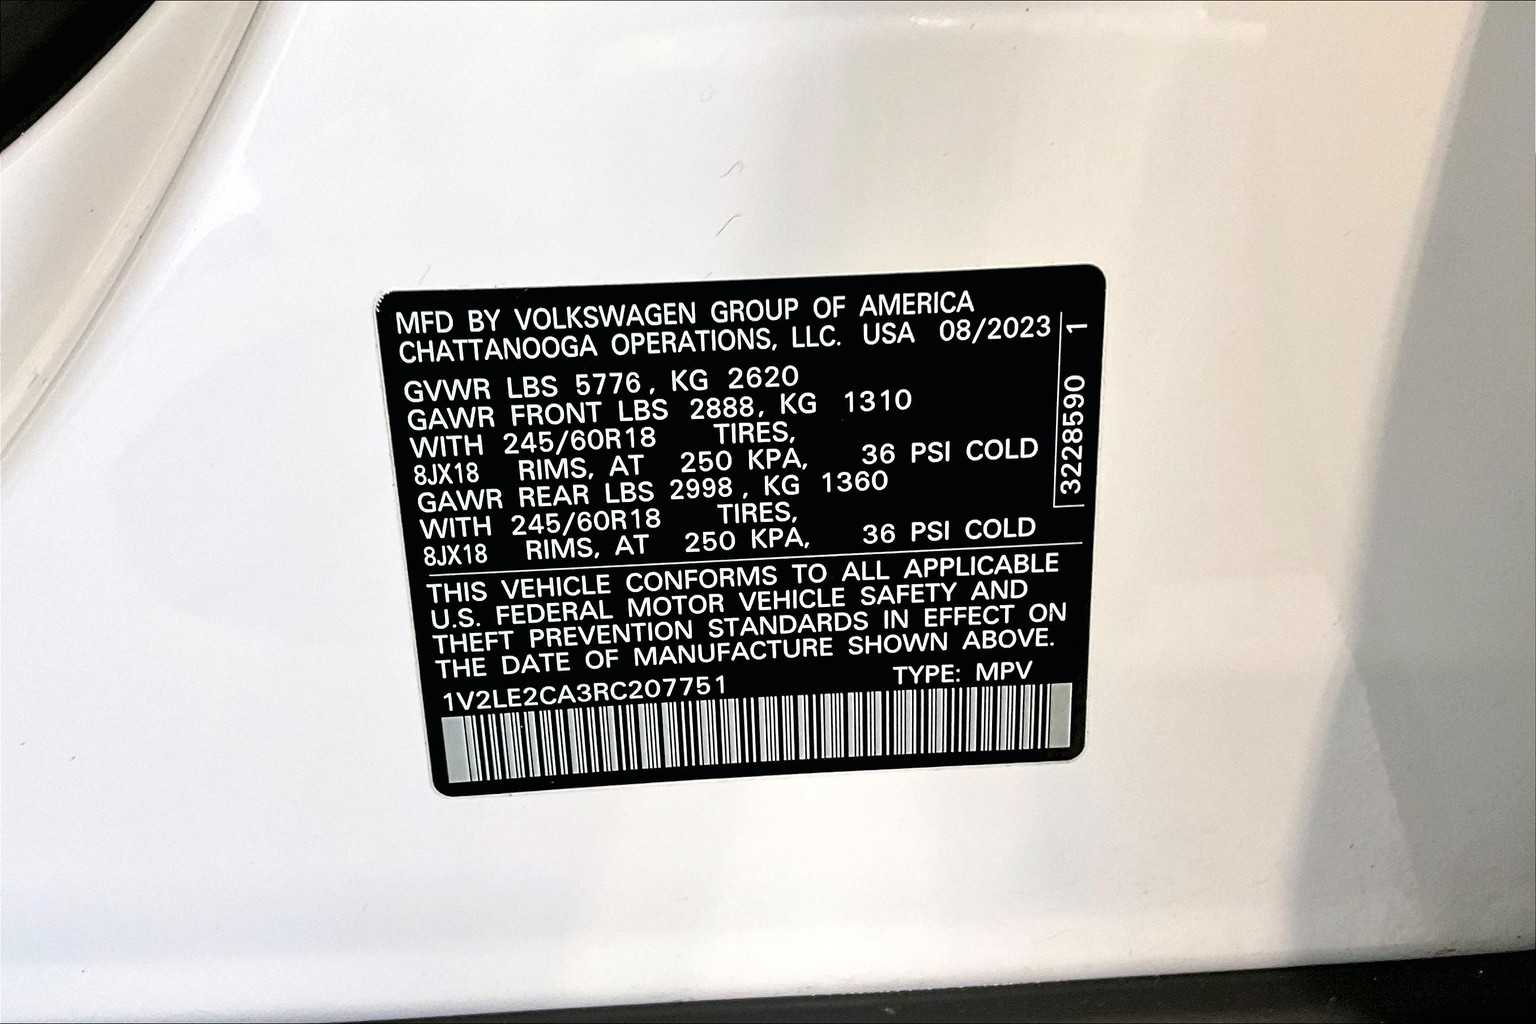 MFD BY VOLKSWAGEN GROUP OF AMERICA
CHATTANOOGA OPERATIONS, LLC. USA 08/2023
GVWR LBS 5776, KG 2620
GAWR FRONT LBS 2888, KG 1310
WITH 245/60R18 TIRES,
8JX18 RIMS, AT 250 KPA, 36 PSI COLD
GAWR REAR LBS 2998, KG 1360
WITH 245/60R18 TIRES,
8JX18 RIMS, AT 250 KPA, 36 PSI COLD
3228590 1
THIS VEHICLE CONFORMS TO ALL APPLICABLE
U.S. FEDERAL MOTOR VEHICLE SAFETY AND
THEFT PREVENTION STANDARDS IN EFFECT ON
THE DATE OF MANUFACTURE SHOWN ABOVE.
1V2LE2CA3RC207751 TYPE: MPV